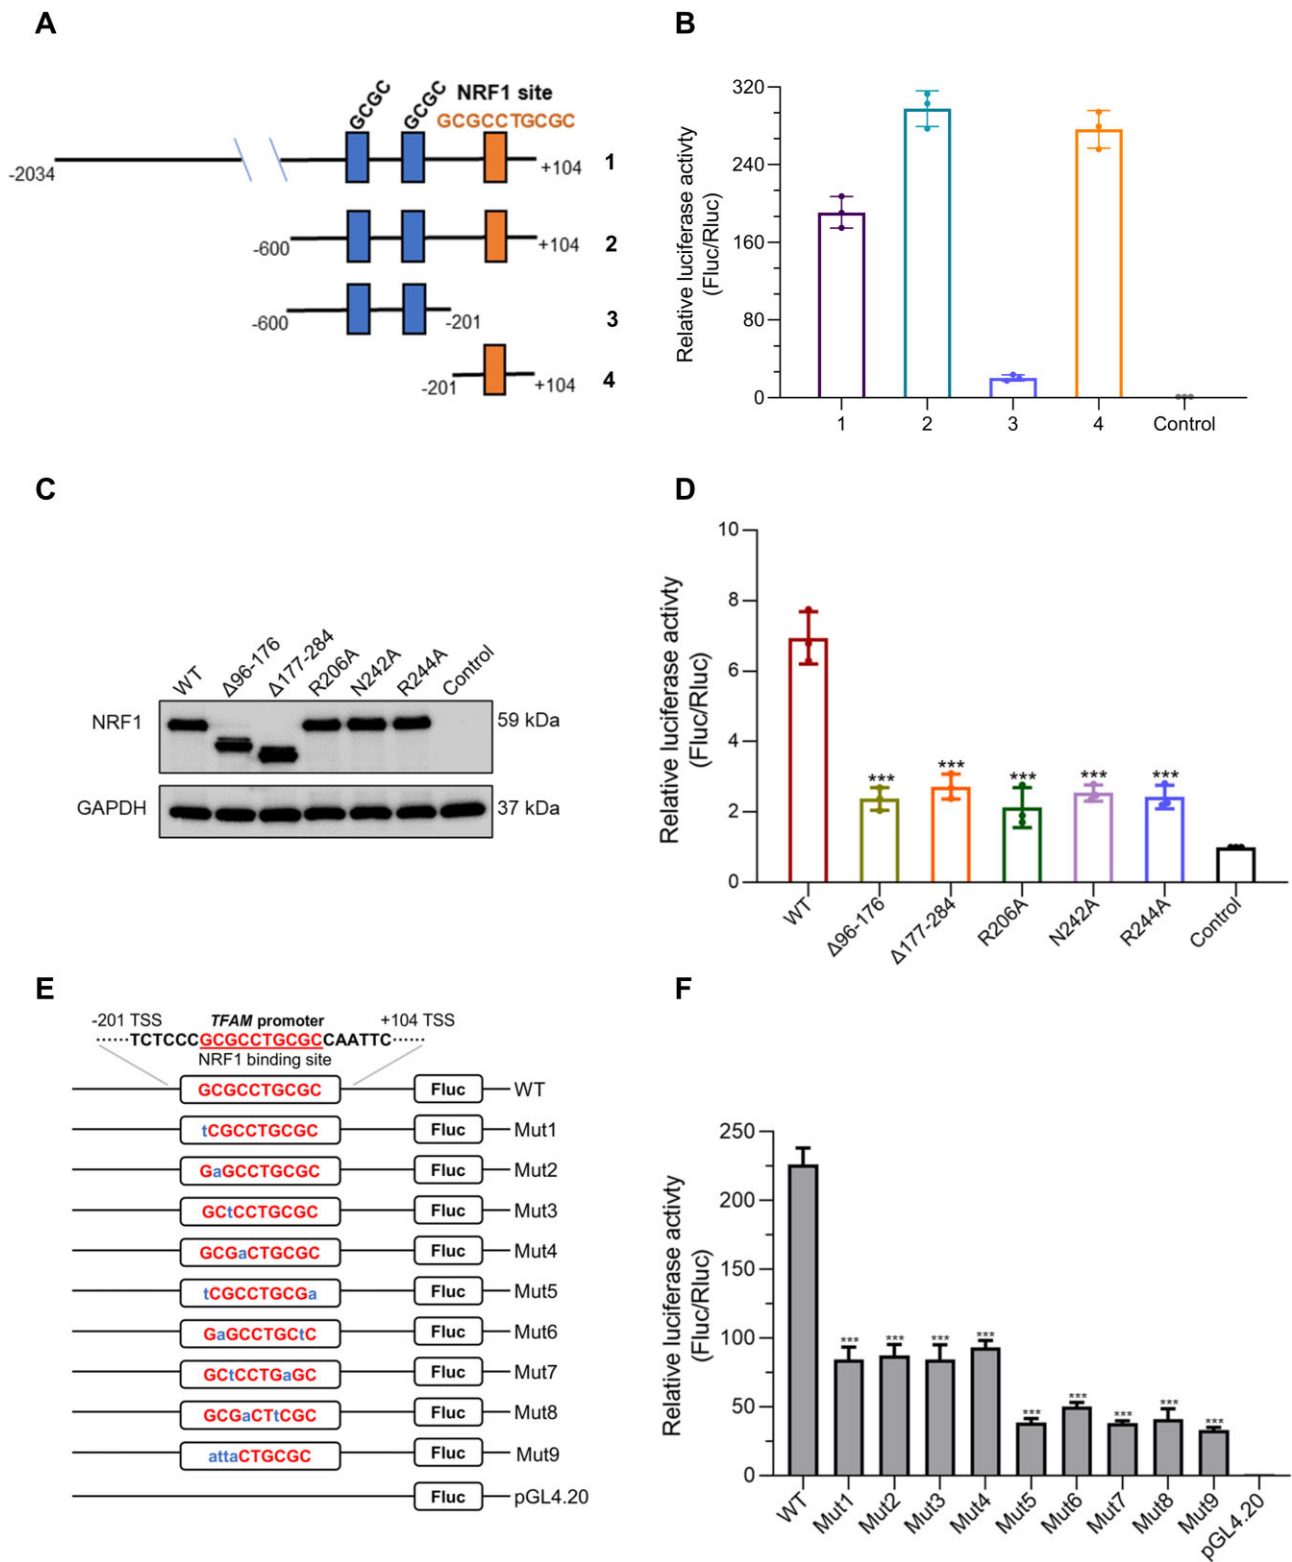 A
GCGC
GCGC
NRF1 site
GCGCCTGCGC
-2034
+104
1
-600
+104
2
-600
-201
3
-201
+104
4
B
Relative luciferase activty
(Fluc/Rluc)
320
240
160
80
0
1
2
3
4
Control
C
WT
Δ96-176
Δ177-284
R206A
N242A
R244A
Control
NRF1
59 kDa
GAPDH
37 kDa
D
Relative luciferase activty
(Fluc/Rluc)
10
8
6
4
2
0
***
***
***
***
***
WT
Δ96-176
Δ177-284
R206A
N242A
R244A
Control
E
-201 TSS
TFAM promoter
+104 TSS
······TCTCCCGCGCCTGCGCCAATTC······
NRF1 binding site
GCGCCTGCGC Fluc WT
tCGCCTGCGC Fluc Mut1
GaGCCTGCGC Fluc Mut2
GCtCCTGCGC Fluc Mut3
GCGaCTGCGC Fluc Mut4
tCGCCTGCGa Fluc Mut5
GaGCCTGCtC Fluc Mut6
GCtCCTGaGC Fluc Mut7
GCGaCTtCGC Fluc Mut8
attaCTGCGC Fluc Mut9
Fluc pGL4.20
F
Relative luciferase activty
(Fluc/Rluc)
250
200
150
100
50
0
***
***
***
***
***
***
***
***
***
WT
Mut1
Mut2
Mut3
Mut4
Mut5
Mut6
Mut7
Mut8
Mut9
pGL4.20